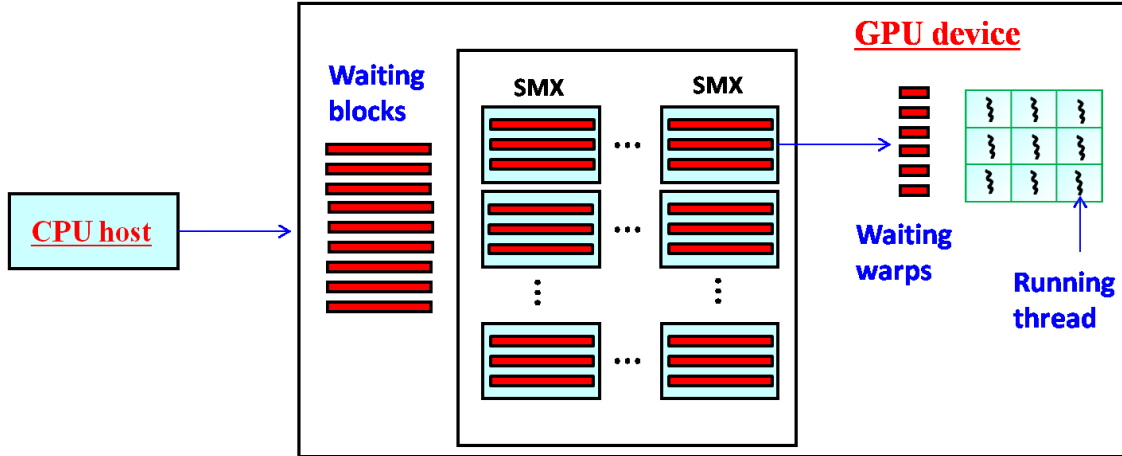 GPU device
Waiting
blocks
SMX
SMX
...
...
...
CPU host
Waiting
warps
Running
thread